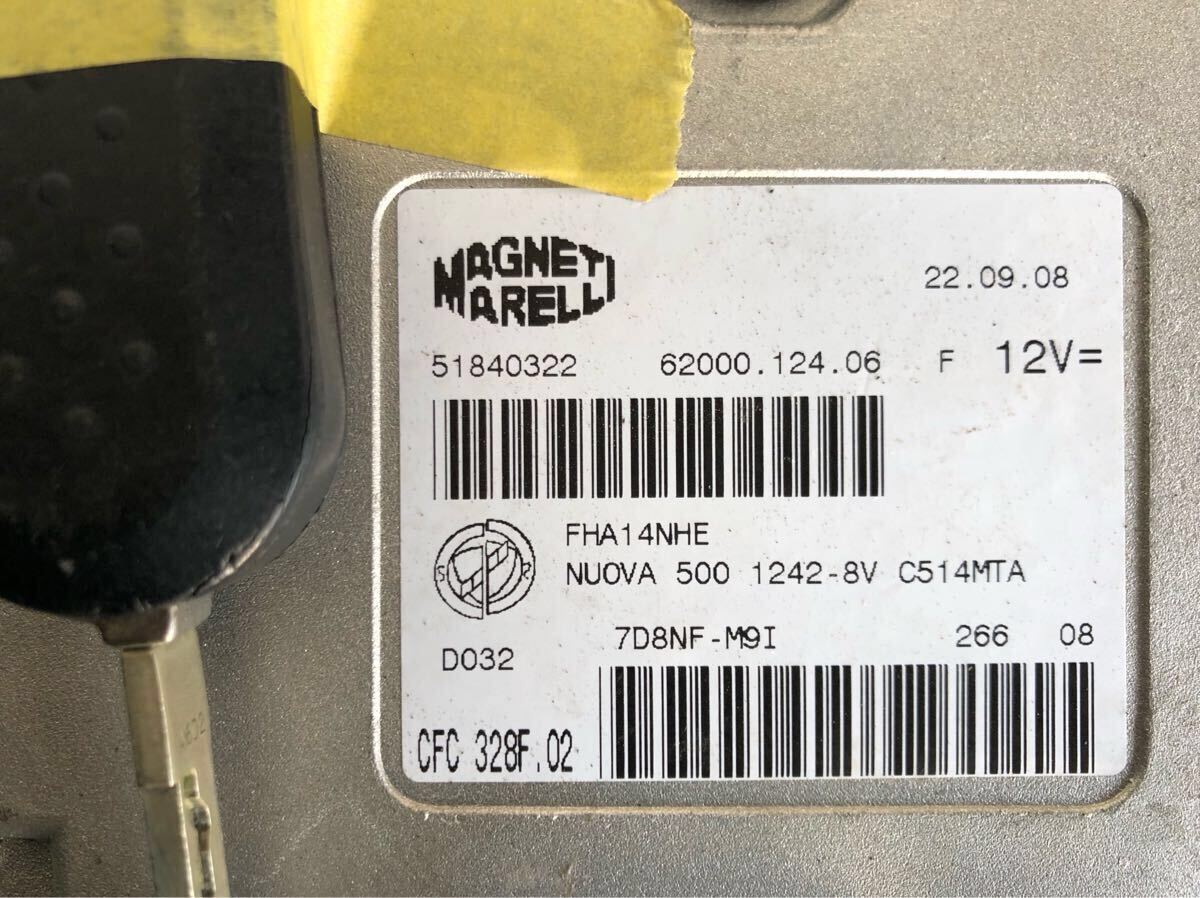 MAGNETI
MARELLI
22.09.08
51840322 62000.124.06 F 12V=
FHA14NHE
NUOVA 500 1242-8V C514MTA
S R
7D8NF-M9I 266 08
D032
CFC 328F.02